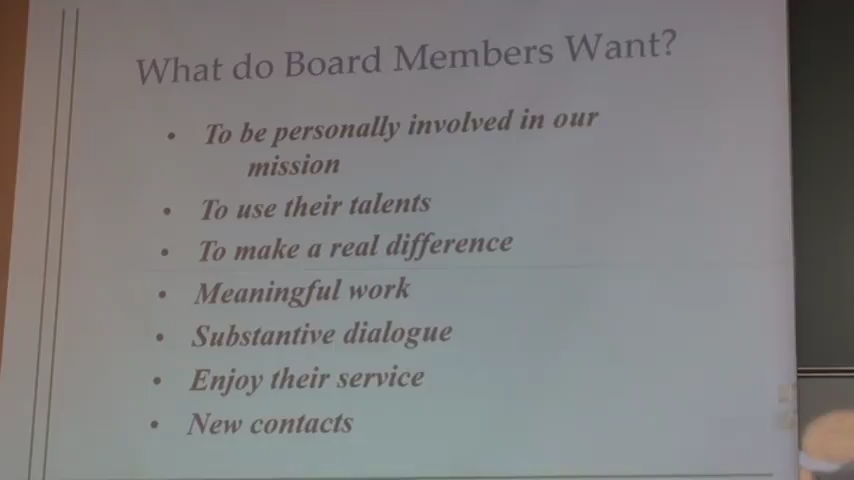 What do Board Members Want?
• To be personally involved in our
mission
• To use their talents
• To make a real difference
• Meaningful work
• Substantive dialogue
• Enjoy their service
• New contacts